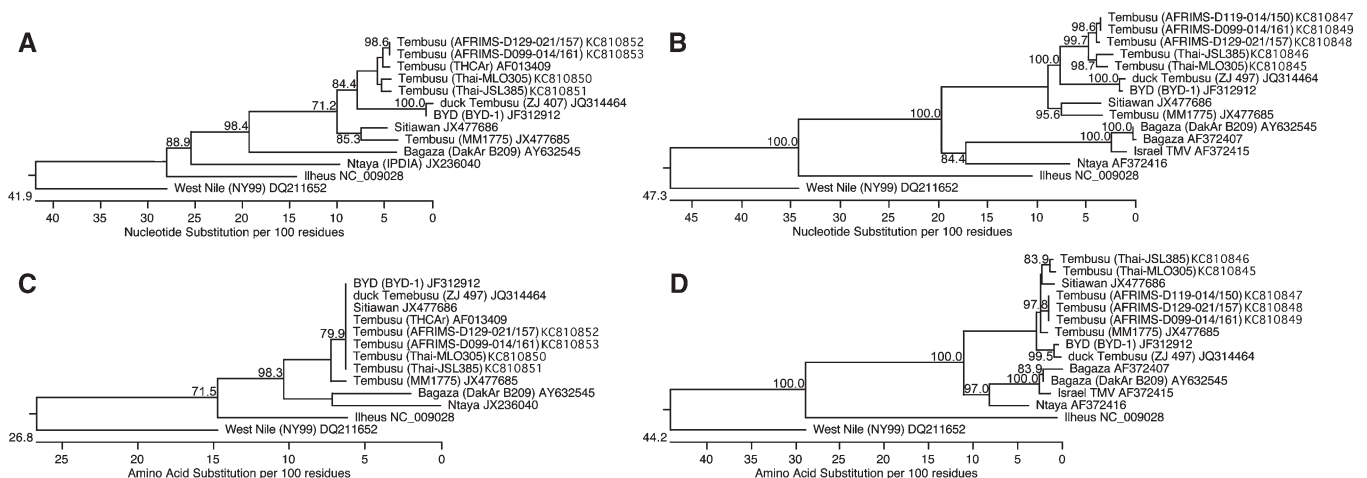 A
98.6
Tembusu (AFRIMS-D129-021/157) KC810852
Tembusu (AFRIMS-D099-014/161) KC810853
Tembusu (THCAr) AF013409
84.4
Tembusu (Thai-MLO305) KC810850
Tembusu (Thai-JSL385) KC810851
71.2
100.0
duck Tembusu (ZJ 407) JQ314464
BYD (BYD-1) JF312912
98.4
Sitiawan JX477686
88.9
85.3
Tembusu (MM1775) JX477685
Bagaza (DakAr B209) AY632545
Ntaya (IPDIA) JX236040
Ilheus NC_009028
West Nile (NY99) DQ211652
41.9
40 35 30 25 20 15 10 5 0
Nucleotide Substitution per 100 residues
B
Tembusu (AFRIMS-D119-014/150) KC810847
98.6
Tembusu (AFRIMS-D099-014/161) KC810849
99.7
Tembusu (AFRIMS-D129-021/157) KC810848
Tembusu (Thai-JSL385) KC810846
100.0
98.7
Tembusu (Thai-MLO305) KC810845
100.0
duck Tembusu (ZJ 497) JQ314464
BYD (BYD-1) JF312912
Sitiawan JX477686
100.0
95.6
Tembusu (MM1775) JX477685
100.0
Bagaza (DakAr B209) AY632545
100.0
Bagaza AF372407
100.0
Israel TMV AF372415
84.4
Ntaya AF372416
Ilheus NC_009028
West Nile (NY99) DQ211652
47.3
45 40 35 30 25 20 15 10 5 0
Nucleotide Substitution per 100 residues
C
BYD (BYD-1) JF312912
duck Temebusu (ZJ 497) JQ314464
Sitiawan JX477686
Tembusu (THCAr) AF013409
79.9
Tembusu (AFRIMS-D129-021/157) KC810852
Tembusu (AFRIMS-D099-014/161) KC810853
Tembusu (Thai-MLO305) KC810850
Tembusu (Thai-JSL385) KC810851
98.3
Tembusu (MM1775) JX477685
71.5
Bagaza (DakAr B209) AY632545
Ntaya JX236040
Ilheus NC_009028
West Nile (NY99) DQ211652
26.8
25 20 15 10 5 0
Amino Acid Substitution per 100 residues
D
83.9
Tembusu (Thai-JSL385) KC810846
Tembusu (Thai-MLO305) KC810845
Sitiawan JX477686
Tembusu (AFRIMS-D119-014/150) KC810847
97.8
Tembusu (AFRIMS-D129-021/157) KC810848
Tembusu (AFRIMS-D099-014/161) KC810849
Tembusu (MM1775) JX477685
BYD (BYD-1) JF312912
100.0
99.5
duck Tembusu (ZJ 497) JQ314464
83.9
Bagaza AF372407
100.0
Bagaza (DakAr B209) AY632545
100.0
97.0
Israel TMV AF372415
Ntaya AF372416
Ilheus NC_009028
West Nile (NY99) DQ211652
44.2
40 35 30 25 20 15 10 5 0
Amino Acid Substitution per 100 residues